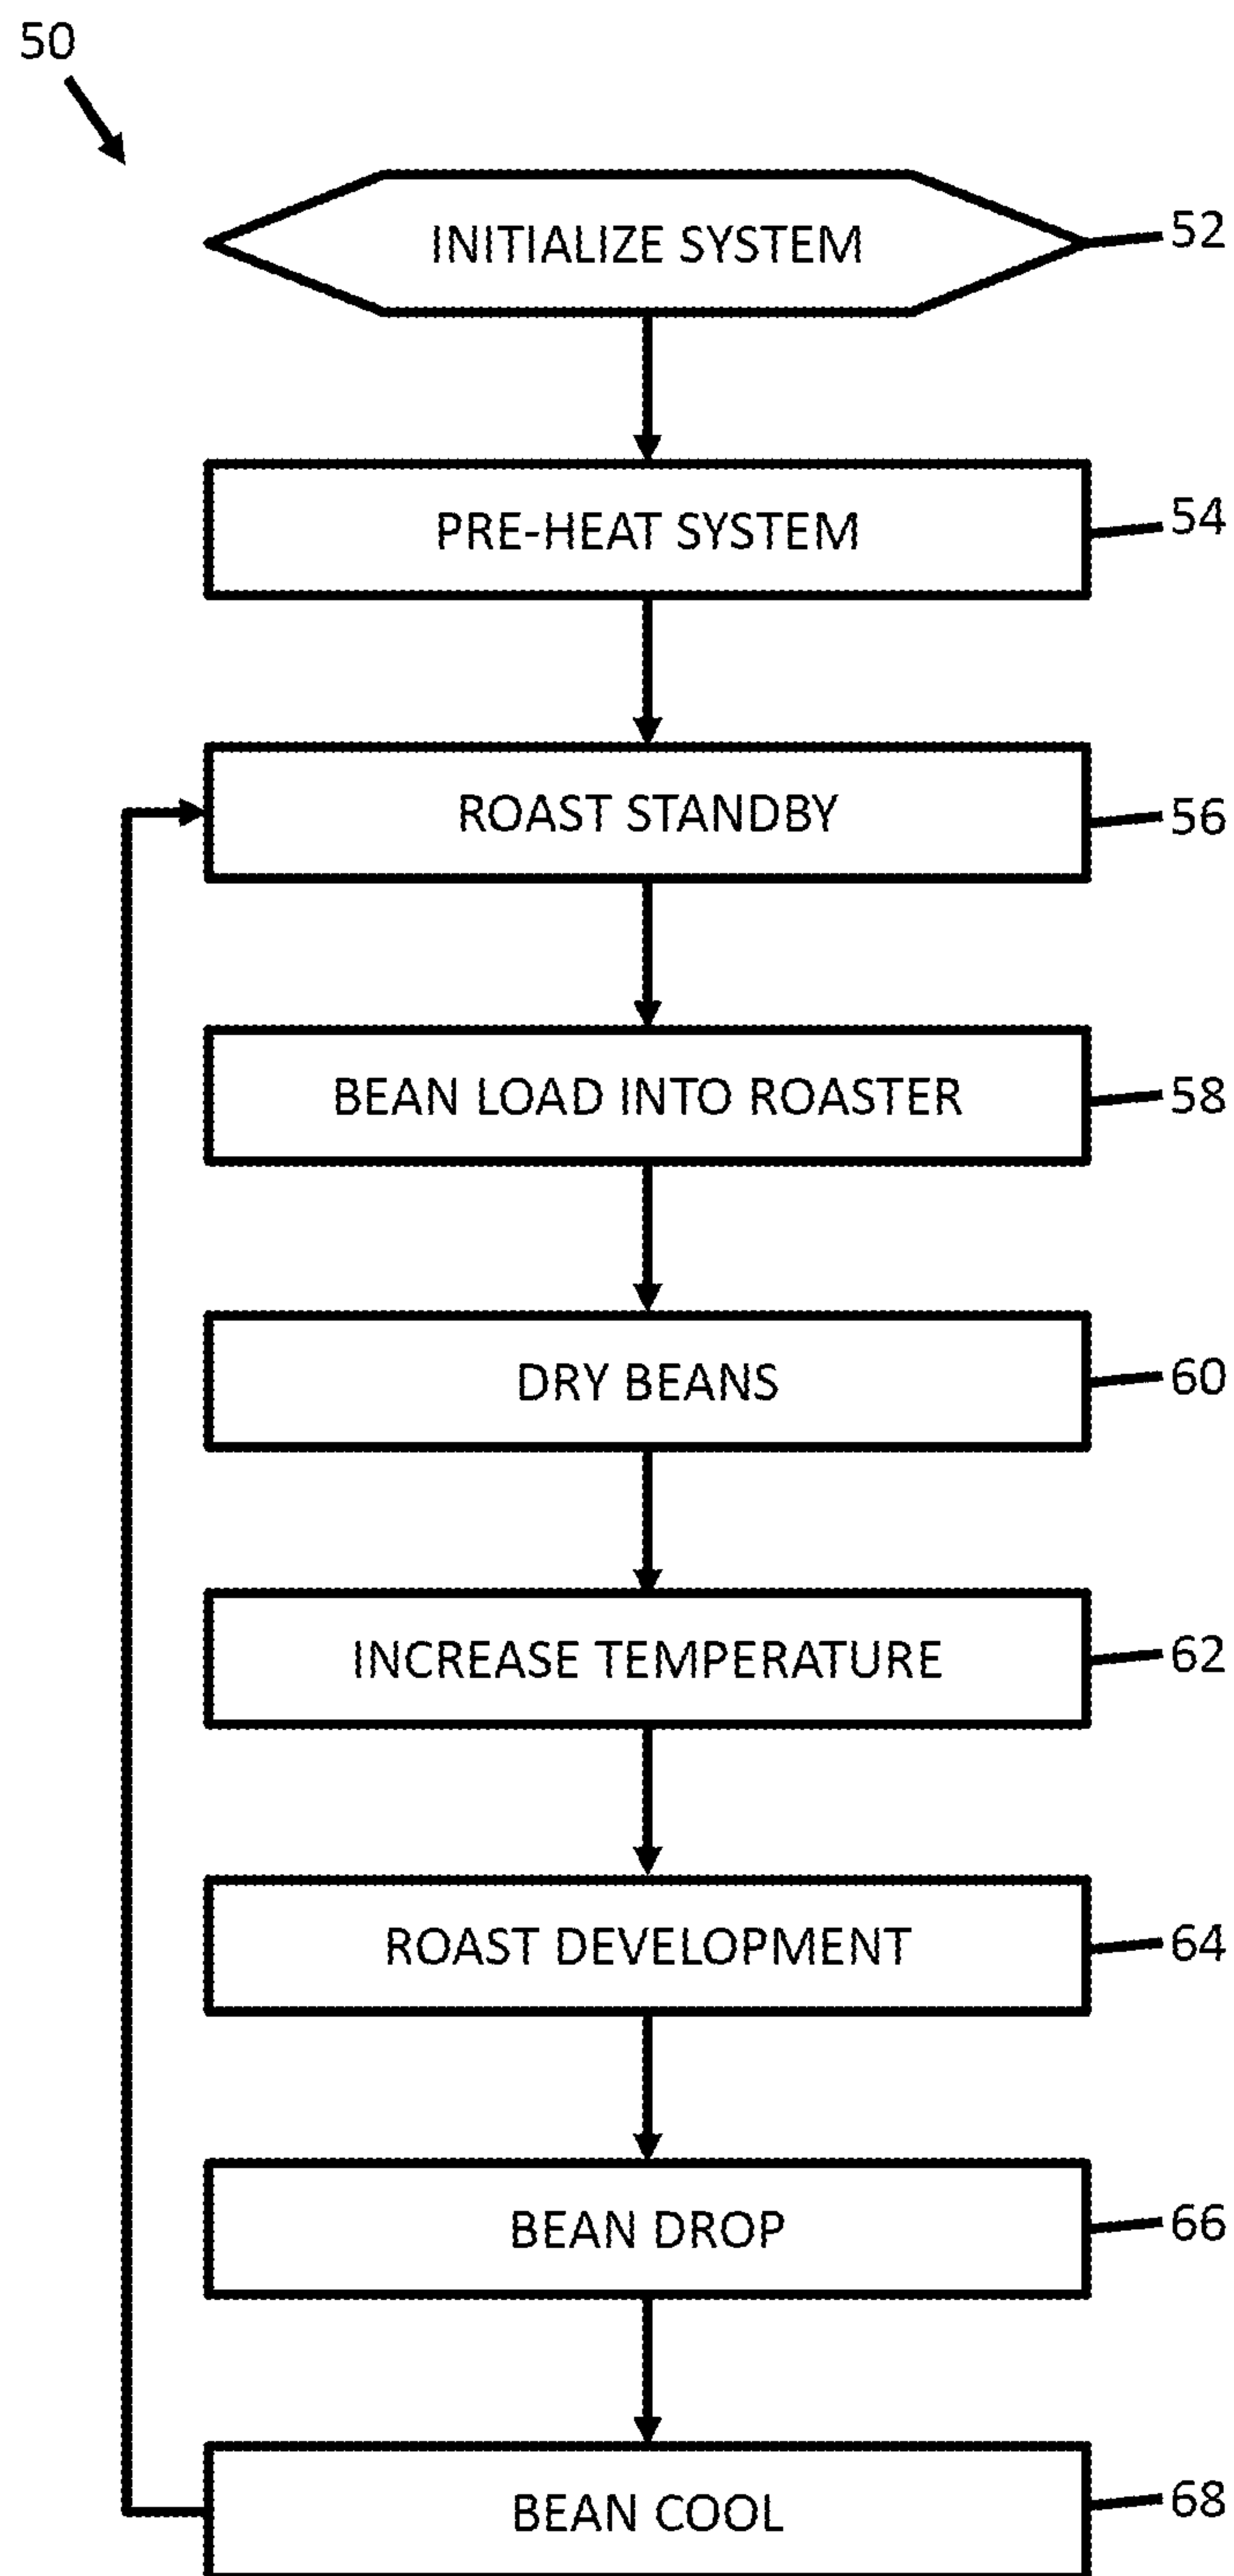 50
INITIALIZE SYSTEM
52
PRE-HEAT SYSTEM
54
ROAST STANDBY
56
BEAN LOAD INTO ROASTER
58
DRY BEANS
60
INCREASE TEMPERATURE
62
ROAST DEVELOPMENT
64
BEAN DROP
66
BEAN COOL
68